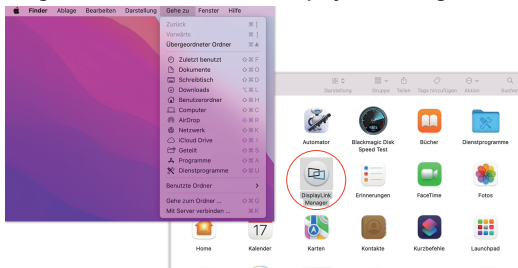 Finder Ablage Bearbeiten Darstellung Gehe zu Fenster Hilfe
Zurück ⌘ [
Vorwärts ⌘ ]
Übergeordneter Ordner ⌘▲
Zuletzt benutzt ⇧⌘F
Dokumente ⇧⌘O
Schreibtisch ⇧⌘D
Downloads ⌥⌘L
Benutzerordner ⇧⌘H
Computer ⇧⌘C
AirDrop ⇧⌘R
Netzwerk ⇧⌘K
iCloud Drive ⇧⌘I
Geteilt ⇧⌘S
Programme ⇧⌘A
Dienstprogramme ⇧⌘U
Benutzte Ordner
Gehe zum Ordner ... ⇧⌘G
Mit Server verbinden ... ⌘K
Darstellung Gruppe Teilen Tags hinzufügen Aktion
Automator Blackmagic Disk Speed Test Bücher Dienstprogramme
DisplayLink Manager Erinnerungen FaceTime Fotos
17
Home Kalender Karten Kontakte Kurzbefehle Launchpad